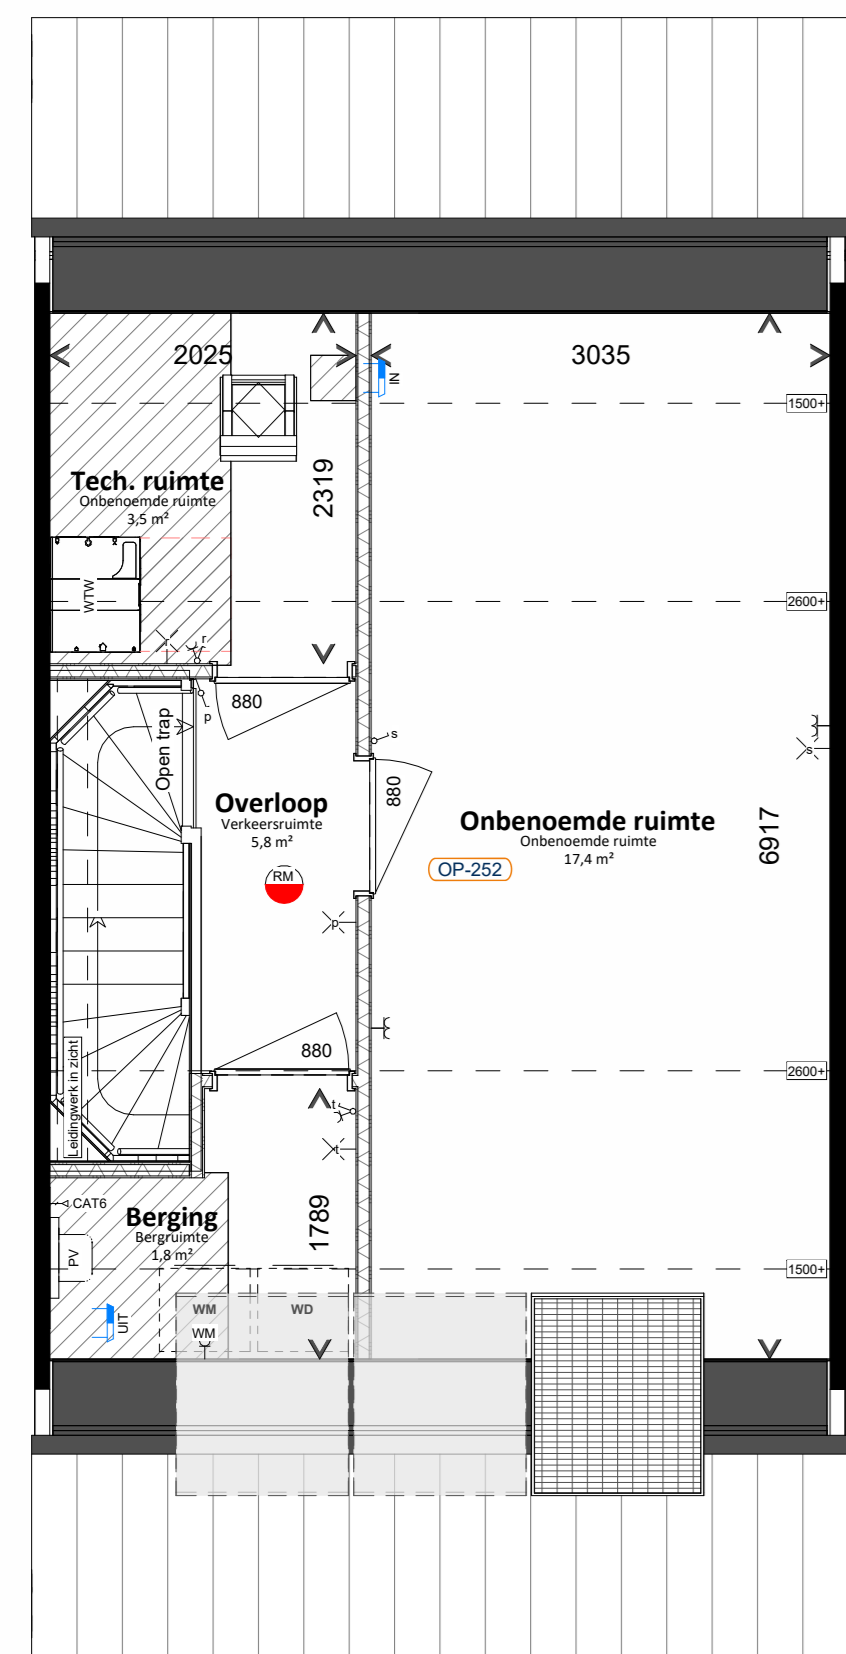 2025
3035
IN
1500+
2319
Tech. ruimte
Onbenoemde ruimte
3,5 m²
WTW
2600+
r
r
880
p
Open trap
s
s
880
Overloop
Verkeersruimte
5,8 m²
RM
Onbenoemde ruimte
Onbenoemde ruimte
17,4 m²
OP-252
6917
p
880
Leidingwerk in zicht
2600+
t
t
CAT6
1789
Berging
Bergruimte
1,8 m²
PV
1500+
UIT
WM
WD
WM